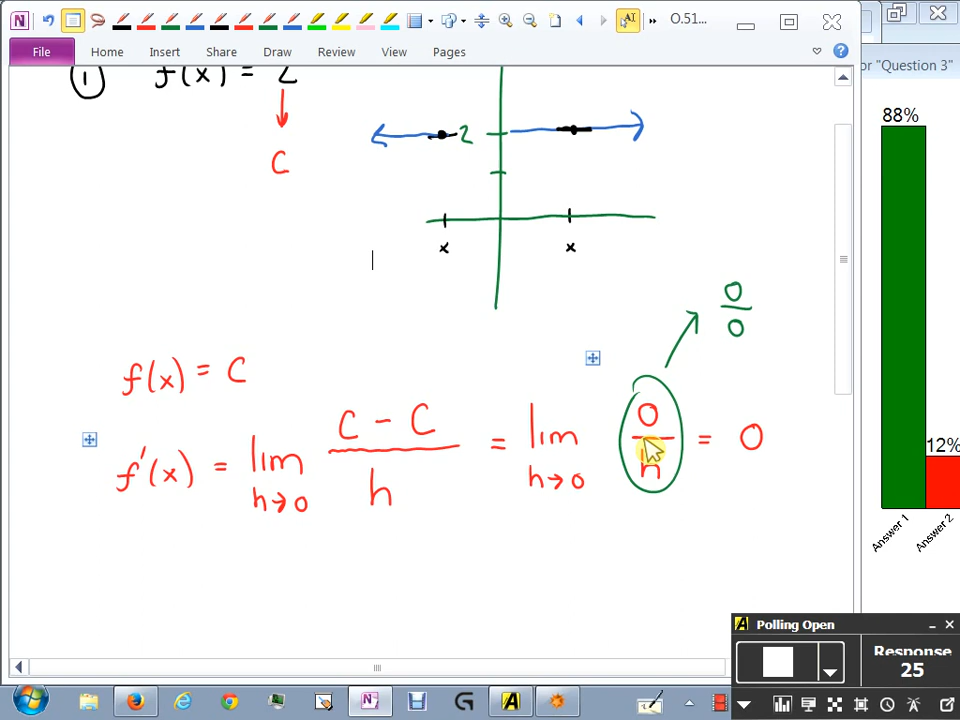 O.51...
File Home Insert Share Draw Review View Pages
or "Question 3"
① f(x) = 2
C
2
x x
88%
12%
Answer 1 Answer 2
0/0
f(x) = C
f'(x) = lim h→0 (C - C)/h = lim h→0 0/h = 0
Polling Open
Response
25